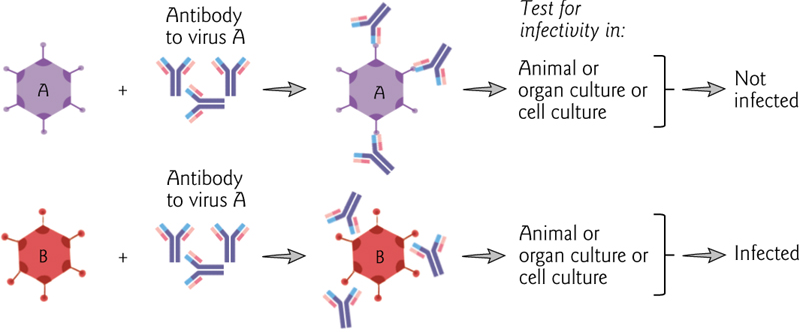 Antibody
to virus A
Test for
infectivity in:
A
+
A
Animal or
organ culture or
cell culture
Not
infected
Antibody
to virus A
B
+
B
Animal or
organ culture or
cell culture
Infected